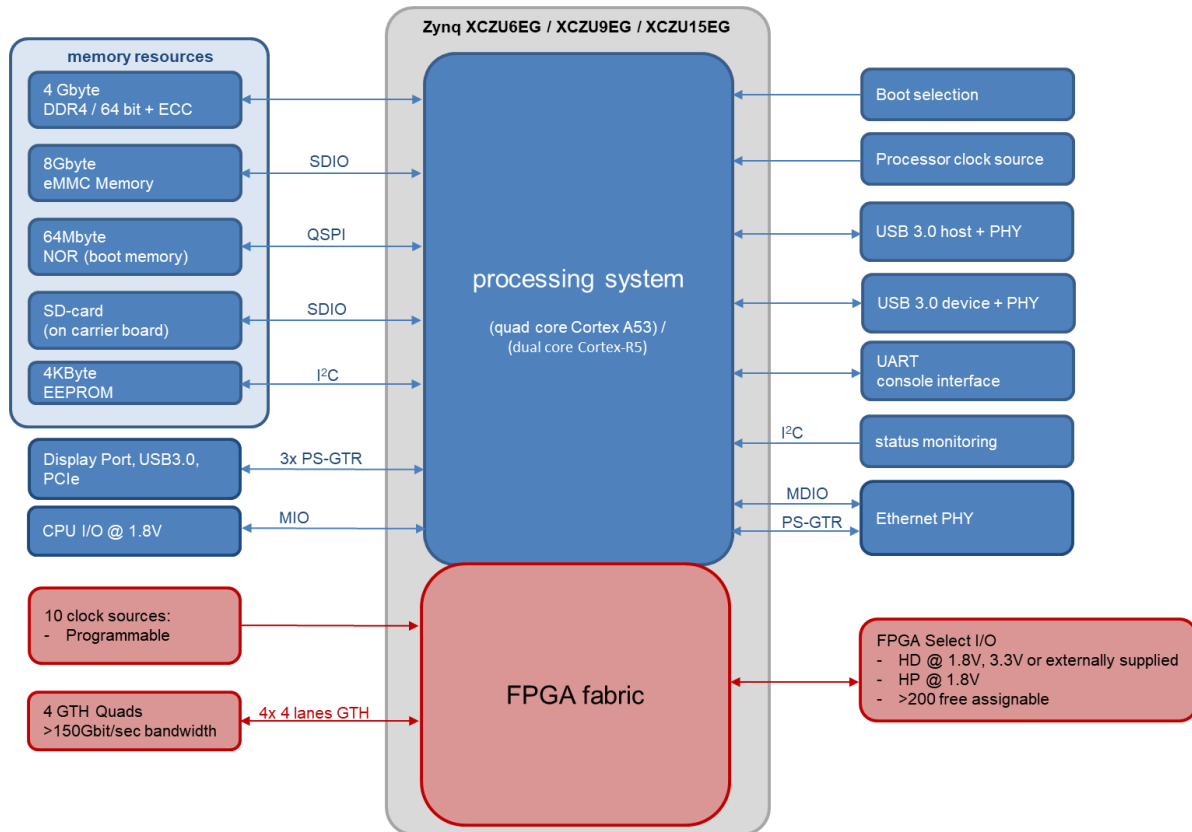 Zynq XCZU6EG / XCZU9EG / XCZU15EG
memory resources
4 Gbyte
DDR4 / 64 bit + ECC
8Gbyte
eMMC Memory
SDIO
64Mbyte
NOR (boot memory)
QSPI
SD-card
(on carrier board)
SDIO
4KByte
EEPROM
I²C
Display Port, USB3.0,
PCIe
3x PS-GTR
CPU I/O @ 1.8V
MIO
processing system
(quad core Cortex A53) /
(dual core Cortex-R5)
Boot selection
Processor clock source
USB 3.0 host + PHY
USB 3.0 device + PHY
UART
console interface
I²C
status monitoring
MDIO
PS-GTR
Ethernet PHY
10 clock sources:
- Programmable
4 GTH Quads
>150Gbit/sec bandwidth
4x 4 lanes GTH
FPGA fabric
FPGA Select I/O
- HD @ 1.8V, 3.3V or externally supplied
- HP @ 1.8V
- >200 free assignable